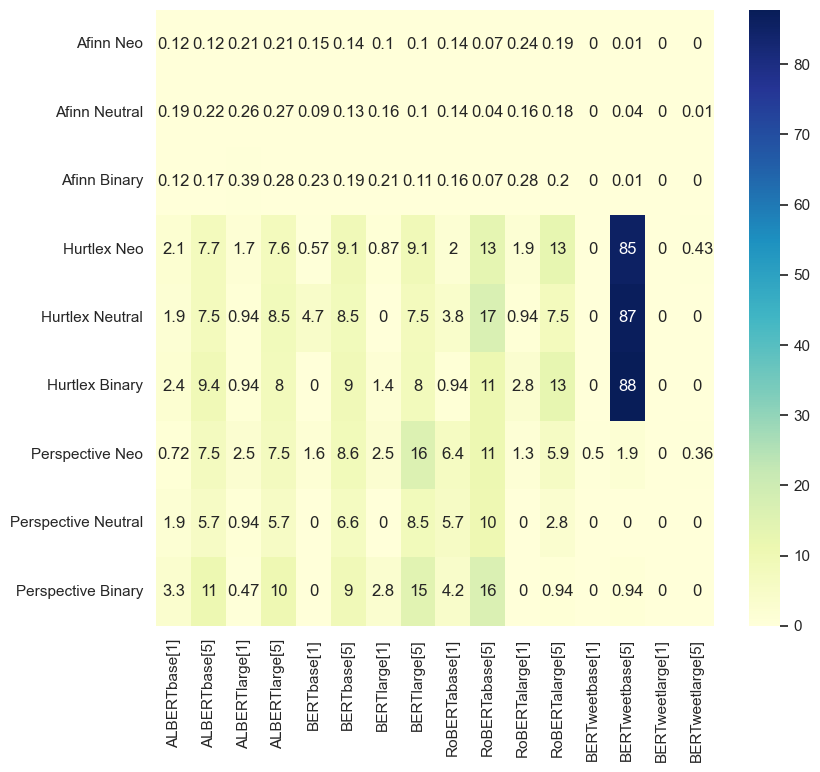 Afinn Neo 0.12 0.12 0.21 0.21 0.15 0.14 0.1 0.1 0.14 0.07 0.24 0.19 0 0.01 0 0
Afinn Neutral 0.19 0.22 0.26 0.27 0.09 0.13 0.16 0.1 0.14 0.04 0.16 0.18 0 0.04 0 0.01
Afinn Binary 0.12 0.17 0.39 0.28 0.23 0.19 0.21 0.11 0.16 0.07 0.28 0.2 0 0.01 0 0
Hurtlex Neo 2.1 7.7 1.7 7.6 0.57 9.1 0.87 9.1 2 13 1.9 13 0 85 0 0.43
Hurtlex Neutral 1.9 7.5 0.94 8.5 4.7 8.5 0 7.5 3.8 17 0.94 7.5 0 87 0 0
Hurtlex Binary 2.4 9.4 0.94 8 0 9 1.4 8 0.94 11 2.8 13 0 88 0 0
Perspective Neo 0.72 7.5 2.5 7.5 1.6 8.6 2.5 16 6.4 11 1.3 5.9 0.5 1.9 0 0.36
Perspective Neutral 1.9 5.7 0.94 5.7 0 6.6 0 8.5 5.7 10 0 2.8 0 0 0 0
Perspective Binary 3.3 11 0.47 10 0 9 2.8 15 4.2 16 0 0.94 0 0.94 0 0
ALBERTbase[1]
ALBERTbase[5]
ALBERTlarge[1]
ALBERTlarge[5]
BERTbase[1]
BERTbase[5]
BERTlarge[1]
BERTlarge[5]
RoBERTabase[1]
RoBERTabase[5]
RoBERTalarge[1]
RoBERTalarge[5]
BERTweetbase[1]
BERTweetbase[5]
BERTweetlarge[1]
BERTweetlarge[5]
80
70
60
50
40
30
20
10
0